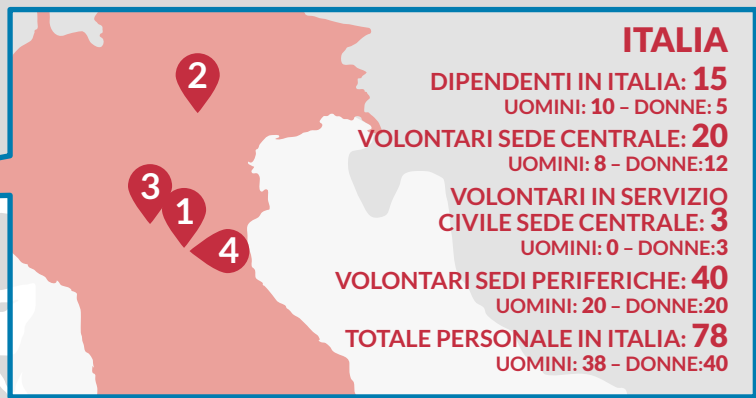 ITALIA
DIPENDENTI IN ITALIA: 15
UOMINI: 10 – DONNE: 5
VOLONTARI SEDE CENTRALE: 20
UOMINI: 8 – DONNE:12
VOLONTARI IN SERVIZIO
CIVILE SEDE CENTRALE: 3
UOMINI: 0 – DONNE:3
VOLONTARI SEDI PERIFERICHE: 40
UOMINI: 20 – DONNE:20
TOTALE PERSONALE IN ITALIA: 78
UOMINI: 38 – DONNE:40
2
3
1
4